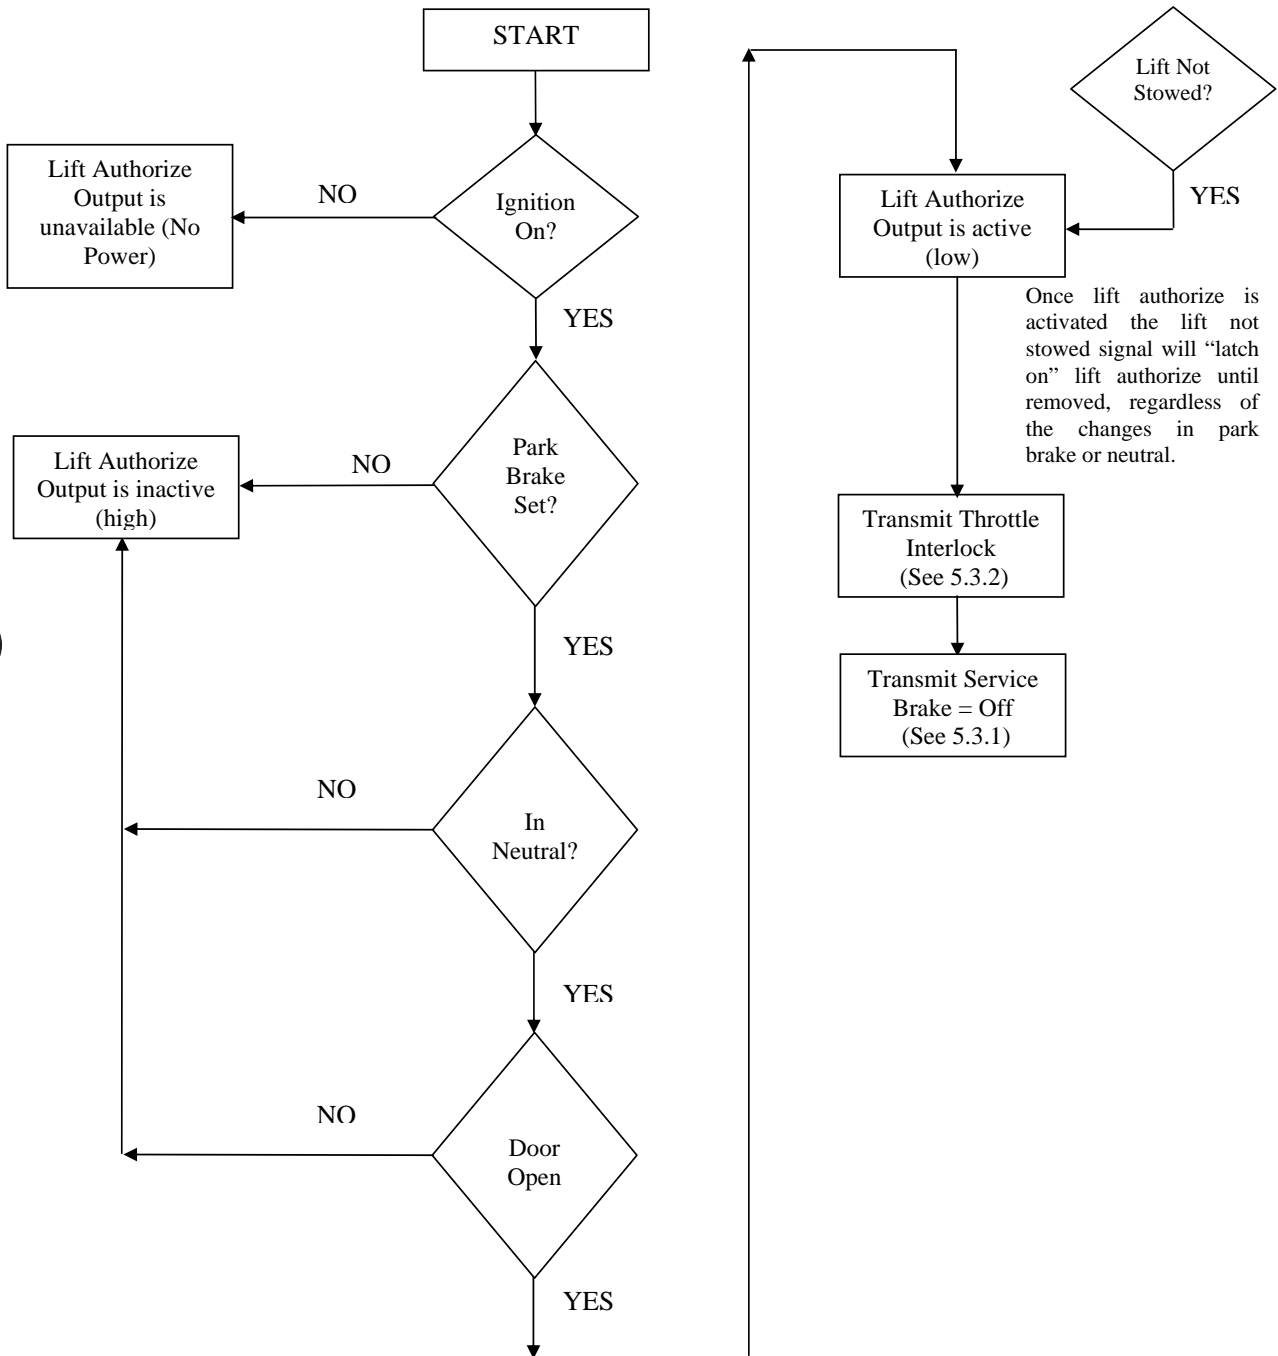 START
Ignition
On?
NO
Lift Authorize
Output is
unavailable (No
Power)
YES
Park
Brake
Set?
NO
Lift Authorize
Output is inactive
(high)
YES
In
Neutral?
NO
YES
Door
Open
NO
YES
Lift Not
Stowed?
YES
Lift Authorize
Output is active
(low)
Once lift authorize is
activated the lift not
stowed signal will “latch
on” lift authorize until
removed, regardless of
the changes in park
brake or neutral.
Transmit Throttle
Interlock
(See 5.3.2)
Transmit Service
Brake = Off
(See 5.3.1)